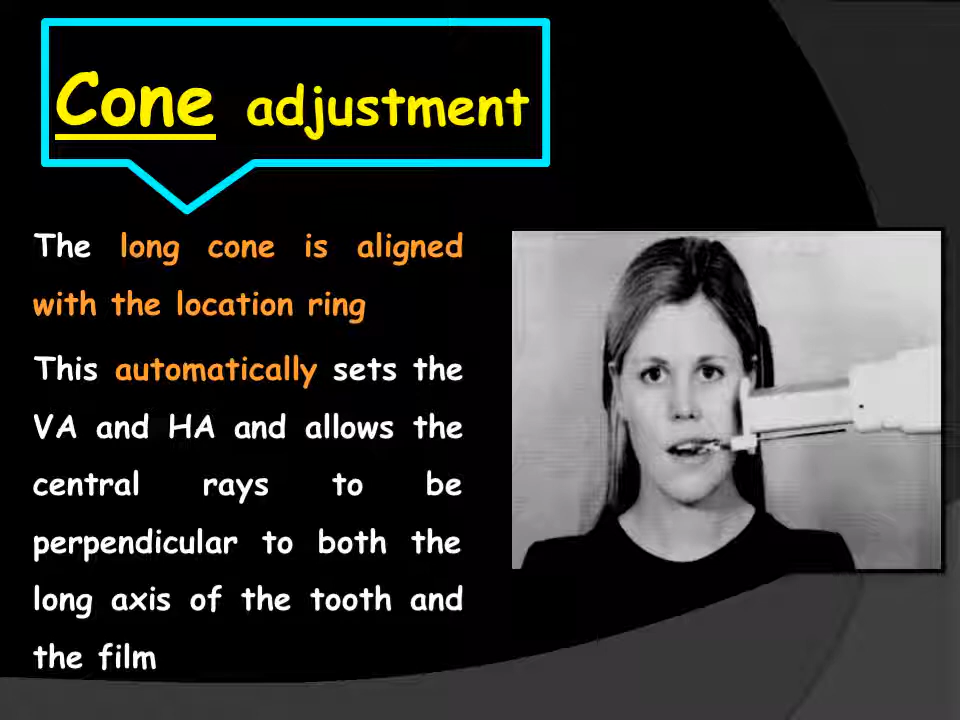 Cone adjustment
The long cone is aligned
with the location ring
This automatically sets the
VA and HA and allows the
central rays to be
perpendicular to both the
long axis of the tooth and
the film